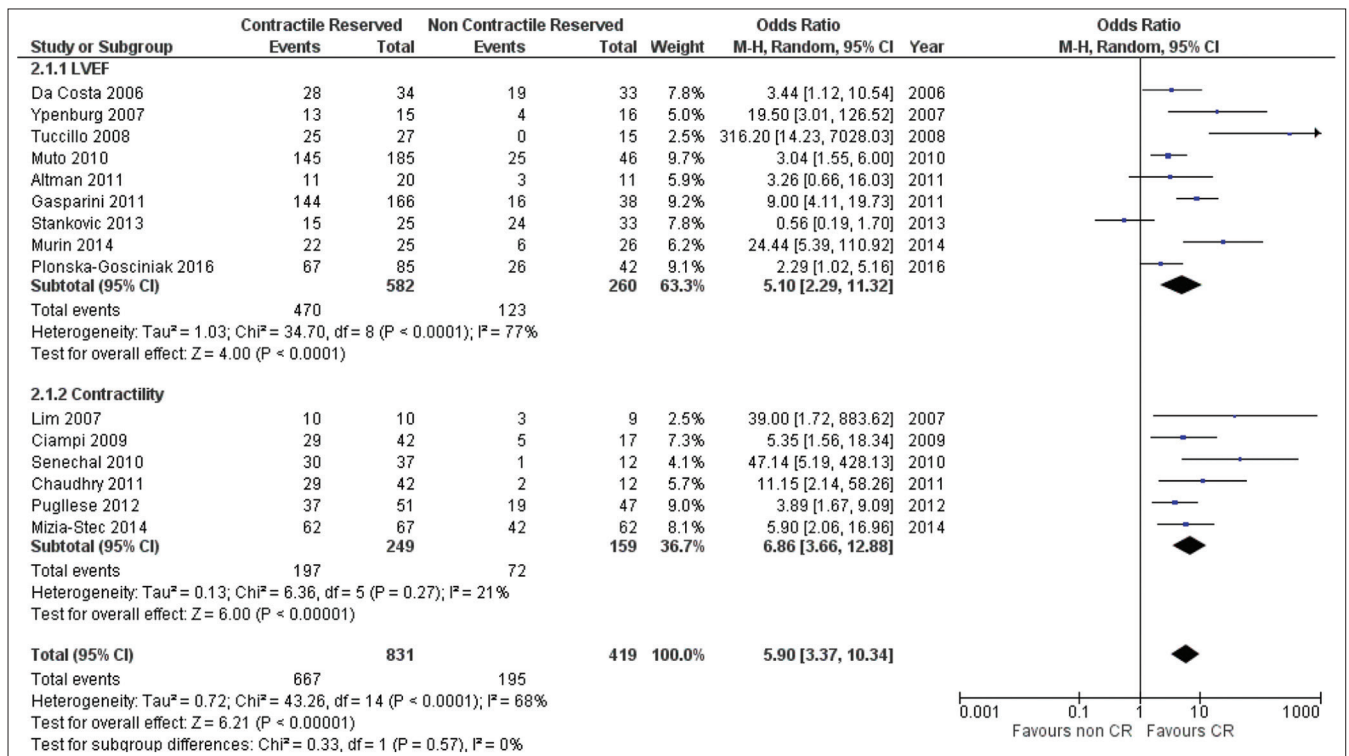 Contractile Reserved Non Contractile Reserved Odds Ratio Odds Ratio
Study or Subgroup Events Total Events Total Weight M-H, Random, 95% CI Year M-H, Random, 95% CI
2.1.1 LVEF
Da Costa 2006 28 34 19 33 7.8% 3.44 [1.12, 10.54] 2006
Ypenburg 2007 13 15 4 16 5.0% 19.50 [3.01, 126.52] 2007
Tuccillo 2008 25 27 0 15 2.5% 316.20 [14.23, 7028.03] 2008
Muto 2010 145 185 25 46 9.7% 3.04 [1.55, 6.00] 2010
Altman 2011 11 20 3 11 5.9% 3.26 [0.66, 16.03] 2011
Gasparini 2011 144 166 16 38 9.2% 9.00 [4.11, 19.73] 2011
Stankovic 2013 15 25 24 33 7.8% 0.56 [0.19, 1.70] 2013
Murin 2014 22 25 6 26 6.2% 24.44 [5.39, 110.92] 2014
Plonska-Gosciniak 2016 67 85 26 42 9.1% 2.29 [1.02, 5.16] 2016
Subtotal (95% CI) 582 260 63.3% 5.10 [2.29, 11.32]
Total events 470 123
Heterogeneity: Tau² = 1.03; Chi² = 34.70, df = 8 (P < 0.0001); I² = 77%
Test for overall effect: Z = 4.00 (P < 0.0001)
2.1.2 Contractility
Lim 2007 10 10 3 9 2.5% 39.00 [1.72, 883.62] 2007
Ciampi 2009 29 42 5 17 7.3% 5.35 [1.56, 18.34] 2009
Senechal 2010 30 37 1 12 4.1% 47.14 [5.19, 428.13] 2010
Chaudhry 2011 29 42 2 12 5.7% 11.15 [2.14, 58.26] 2011
Pugllese 2012 37 51 19 47 9.0% 3.89 [1.67, 9.09] 2012
Mizia-Stec 2014 62 67 42 62 8.1% 5.90 [2.06, 16.96] 2014
Subtotal (95% CI) 249 159 36.7% 6.86 [3.66, 12.88]
Total events 197 72
Heterogeneity: Tau² = 0.13; Chi² = 6.36, df = 5 (P = 0.27); I² = 21%
Test for overall effect: Z = 6.00 (P < 0.00001)
Total (95% CI) 831 419 100.0% 5.90 [3.37, 10.34]
Total events 667 195
Heterogeneity: Tau² = 0.72; Chi² = 43.26, df = 14 (P < 0.0001); I² = 68%
Test for overall effect: Z = 6.21 (P < 0.00001)
Test for subgroup differences: Chi² = 0.33, df = 1 (P = 0.57), I² = 0%
0.001 0.1 1 10 1000
Favours non CR Favours CR